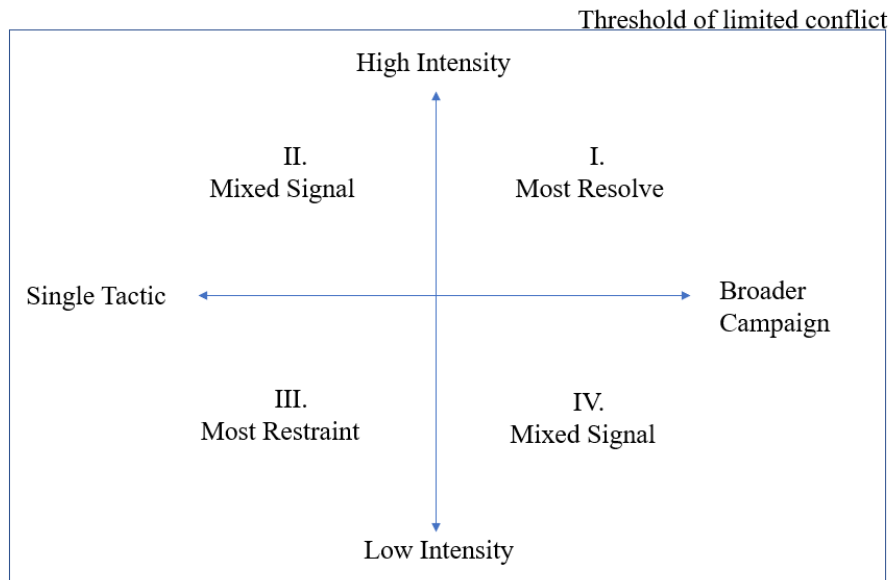 Threshold of limited conflict
High Intensity
II.
Mixed Signal
I.
Most Resolve
Single Tactic
Broader
Campaign
III.
Most Restraint
IV.
Mixed Signal
Low Intensity